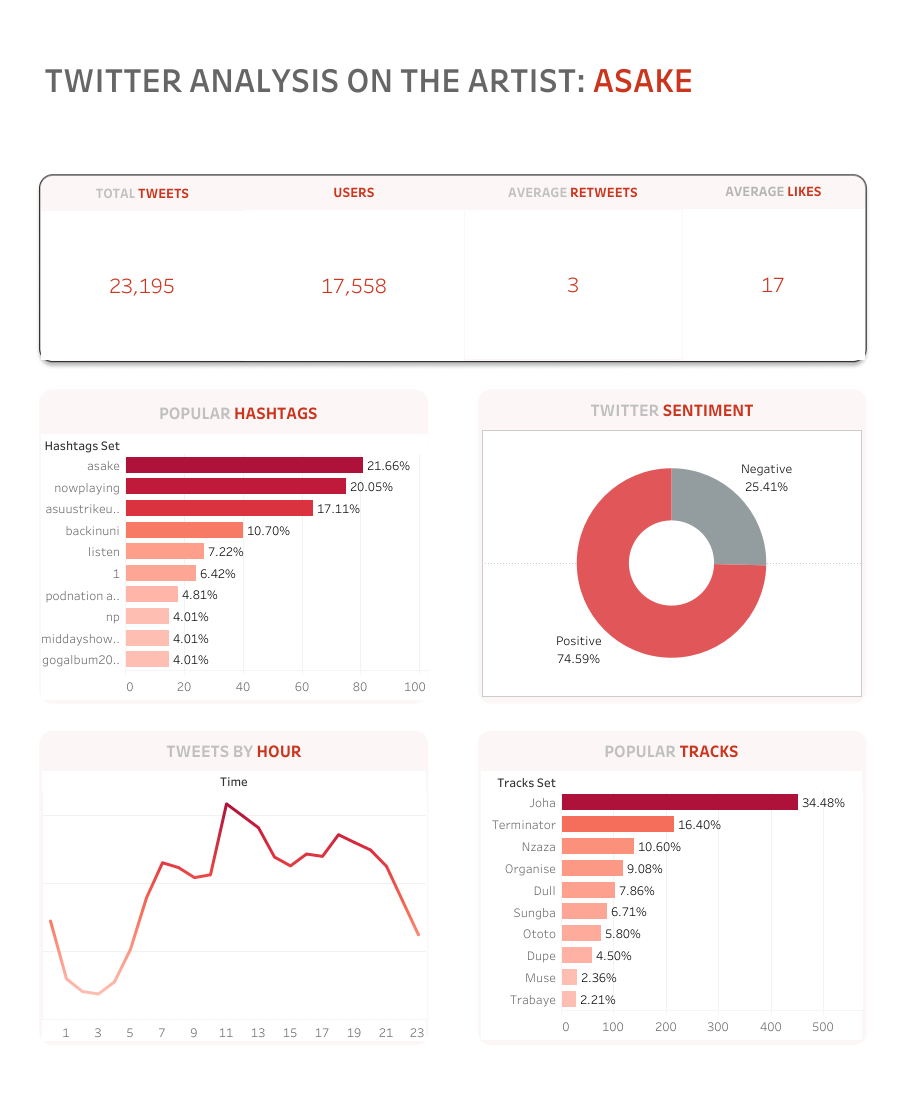 TWITTER ANALYSIS ON THE ARTIST: ASAKE
TOTAL TWEETS
USERS
AVERAGE RETWEETS
AVERAGE LIKES
23,195
17,558
3
17
POPULAR HASHTAGS
Hashtags Set
asake 21.66%
nowplaying 20.05%
asuustrikeu.. 17.11%
backinuni 10.70%
listen 7.22%
1 6.42%
podnation a.. 4.81%
np 4.01%
middayshow.. 4.01%
gogalbum20.. 4.01%
0 20 40 60 80 100
TWITTER SENTIMENT
Negative
25.41%
Positive
74.59%
TWEETS BY HOUR
Time
1 3 5 7 9 11 13 15 17 19 21 23
POPULAR TRACKS
Tracks Set
Joha 34.48%
Terminator 16.40%
Nzaza 10.60%
Organise 9.08%
Dull 7.86%
Sungba 6.71%
Ototo 5.80%
Dupe 4.50%
Muse 2.36%
Trabaye 2.21%
0 100 200 300 400 500